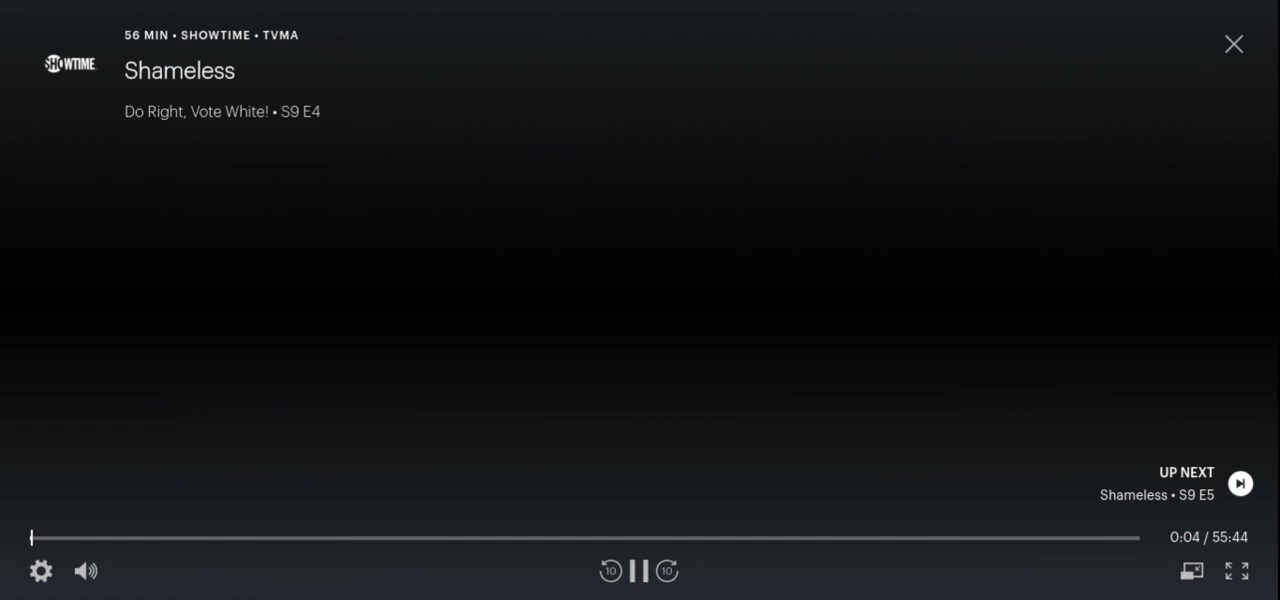 56 MIN • SHOWTIME • TVMA
SHOWTIME
Shameless
Do Right, Vote White! • S9 E4
UP NEXT
Shameless • S9 E5
0:04 / 55:44
10 10